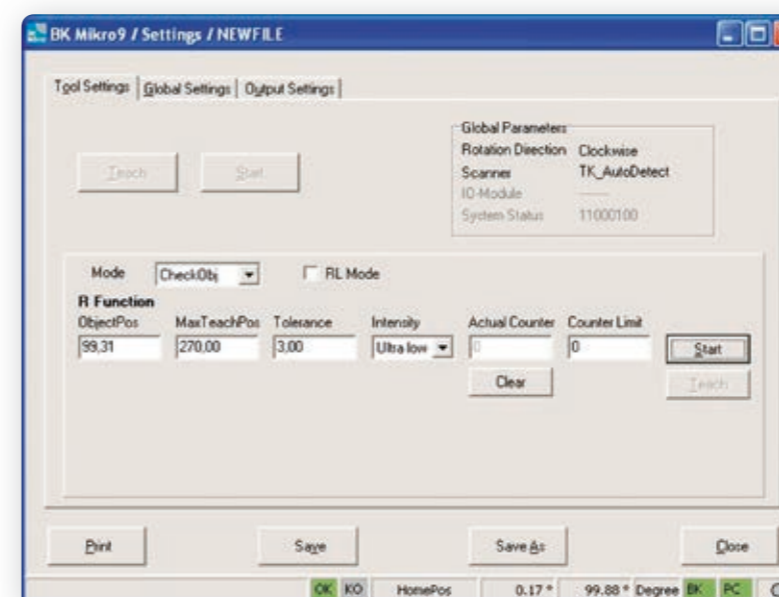 BK Mikro9 / Settings / NEWFILE
Tool Settings Global Settings Output Settings
Teach Start
Global Parameters
Rotation Direction Clockwise
Scanner TK_AutoDetect
IO-Module ------
System Status 11000100
Mode CheckObj RL Mode
R Function
ObjectPos MaxTeachPos Tolerance Intensity Actual Counter Counter Limit
99,31 270,00 3,00 Ultra low 0 0 Start
Clear Teach
Print Save Save As Close
OK KO HomePos 0.17 * 99.88 * Degree BK PC